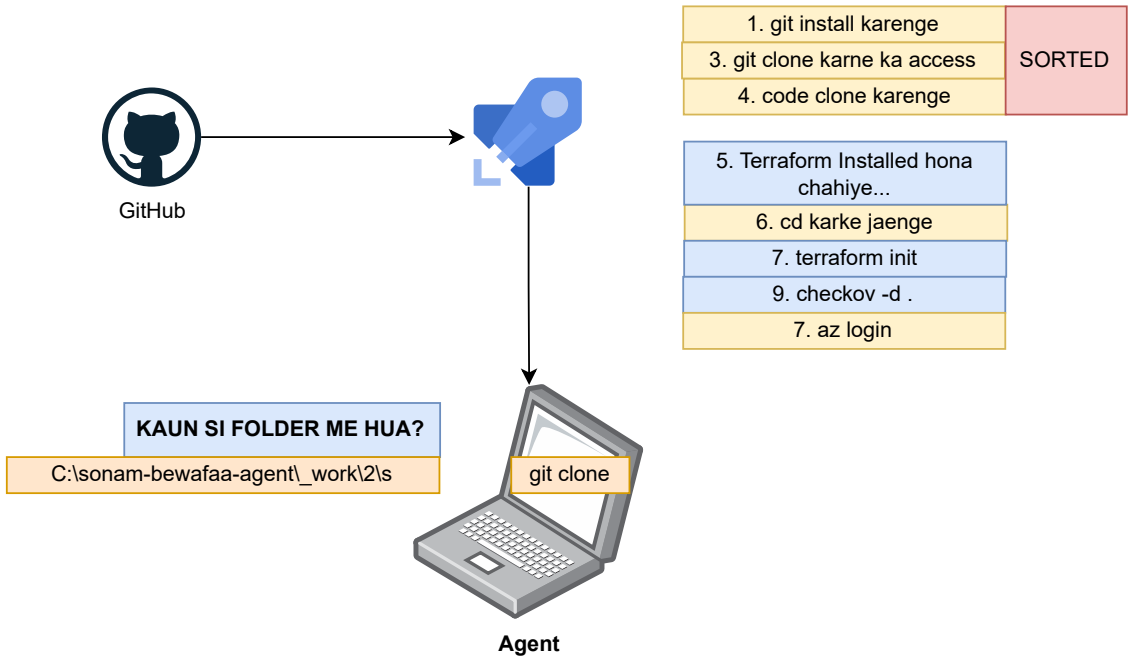 1. git install karenge
3. git clone karne ka access
SORTED
4. code clone karenge
GitHub
5. Terraform Installed hona
chahiye...
6. cd karke jaenge
7. terraform init
9. checkov -d .
7. az login
KAUN SI FOLDER ME HUA?
C:\sonam-bewafaa-agent\_work\2\s
git clone
Agent